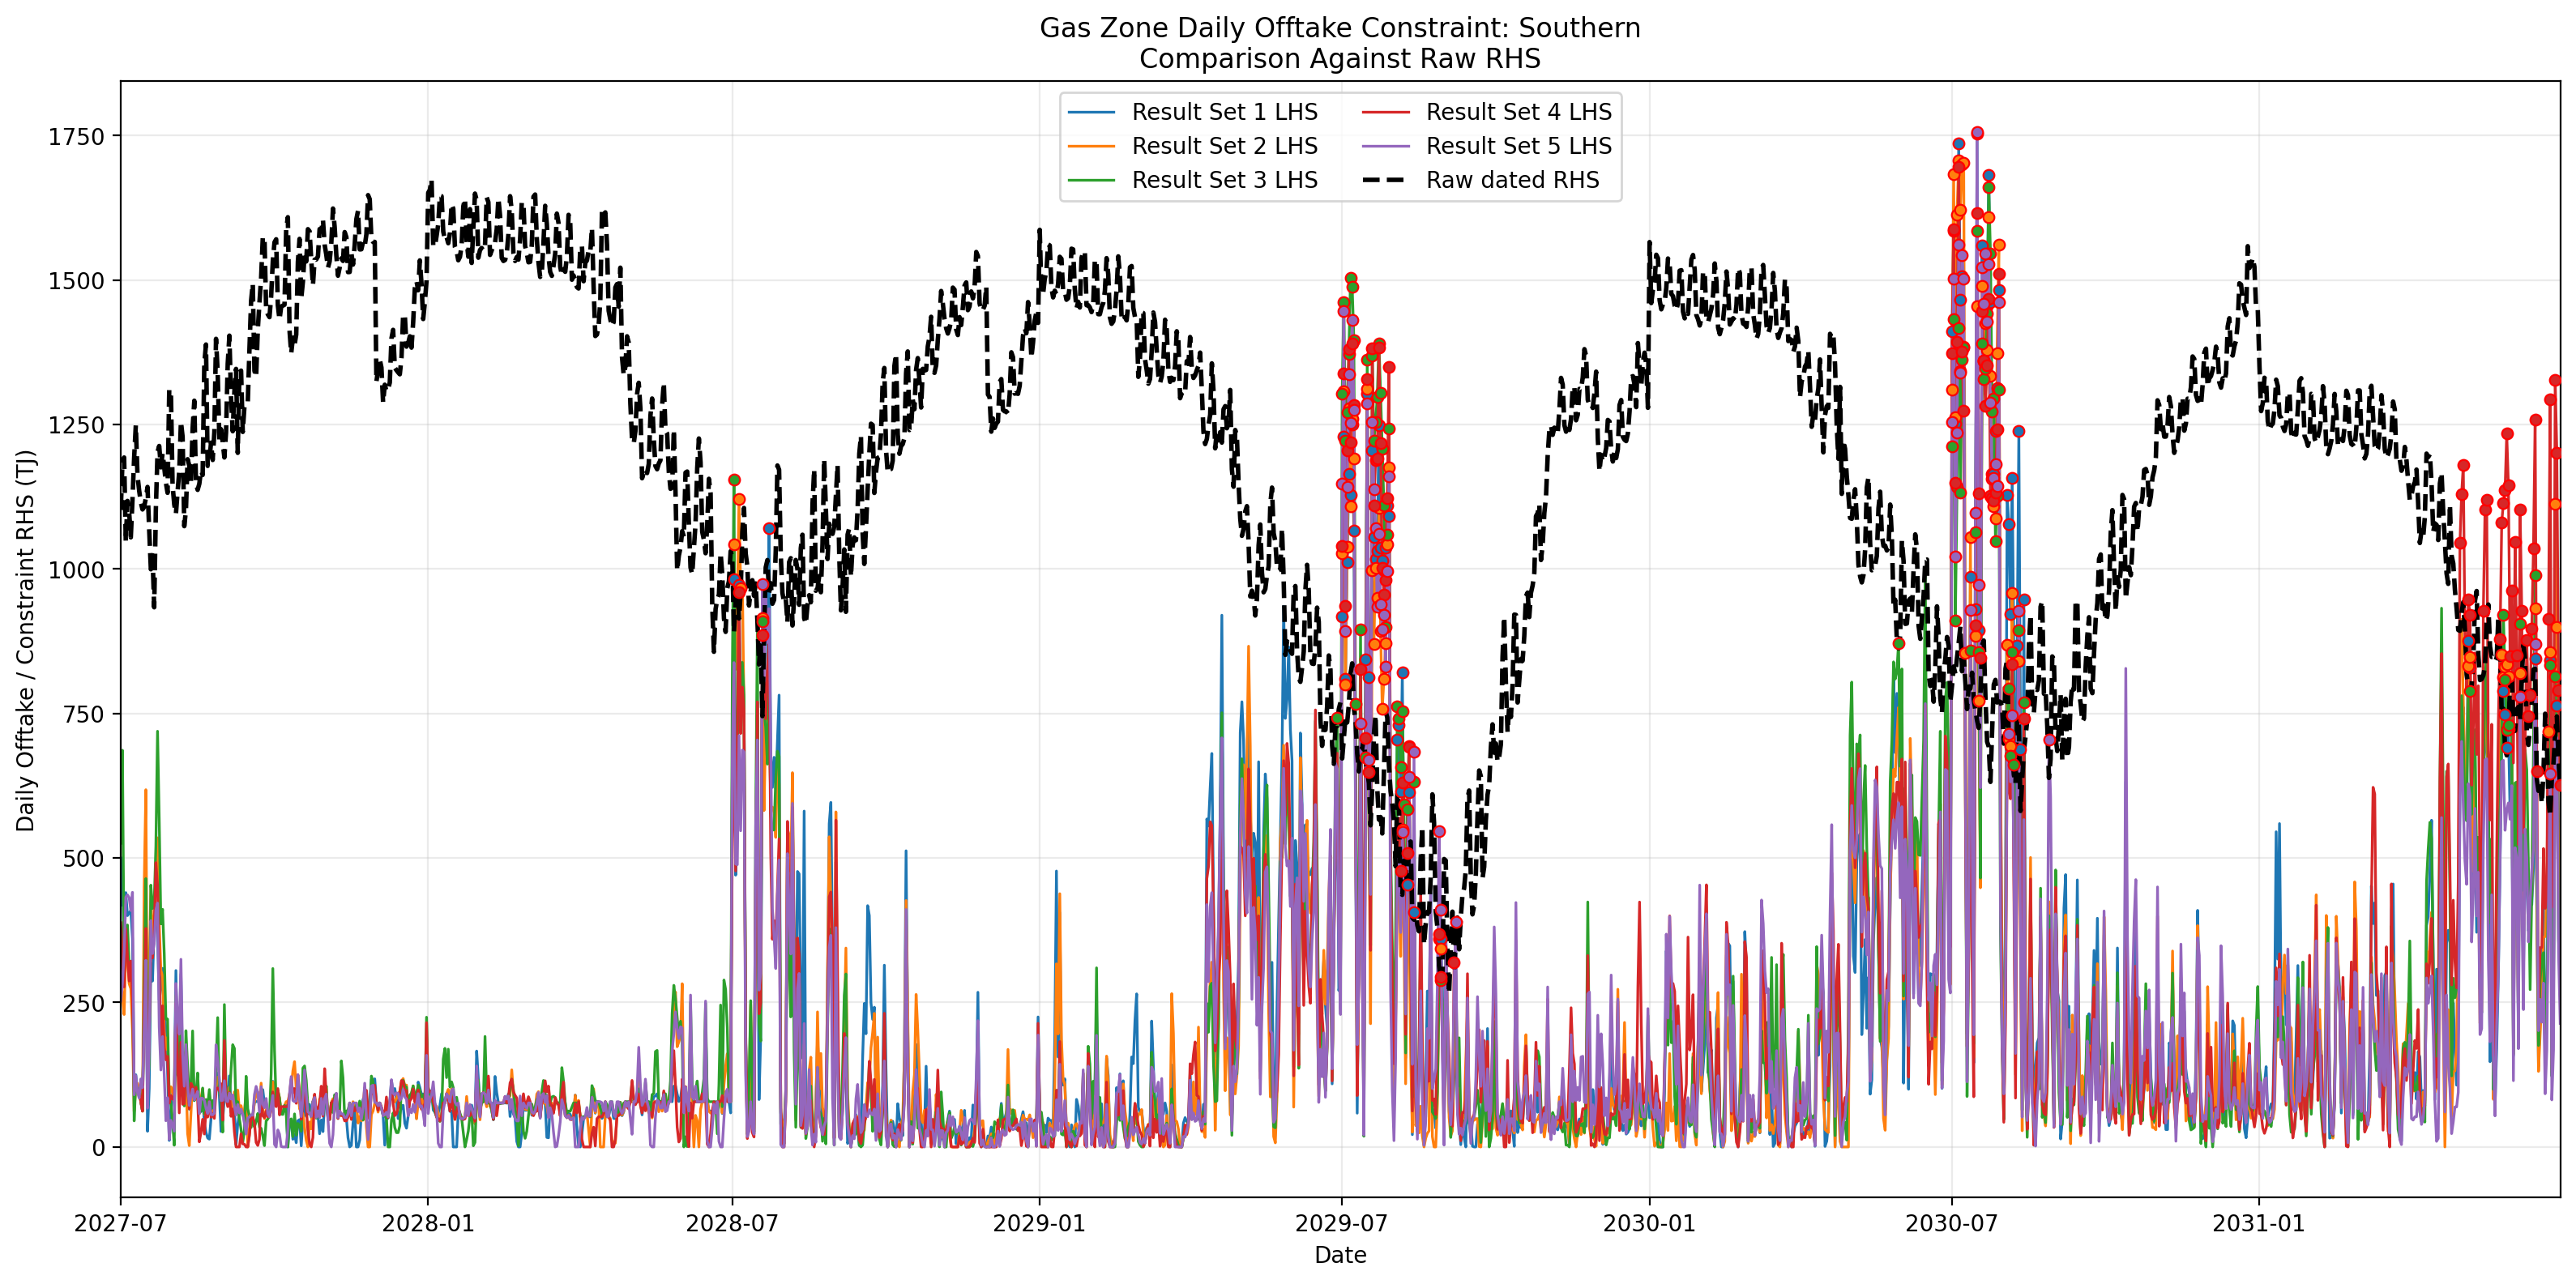 Gas Zone Daily Offtake Constraint: Southern
Comparison Against Raw RHS
Result Set 1 LHS
Result Set 2 LHS
Result Set 3 LHS
Result Set 4 LHS
Result Set 5 LHS
Raw dated RHS
Daily Offtake / Constraint RHS (TJ)
1750
1500
1250
1000
750
500
250
0
2027-07
2028-01
2028-07
2029-01
2029-07
2030-01
2030-07
2031-01
Date